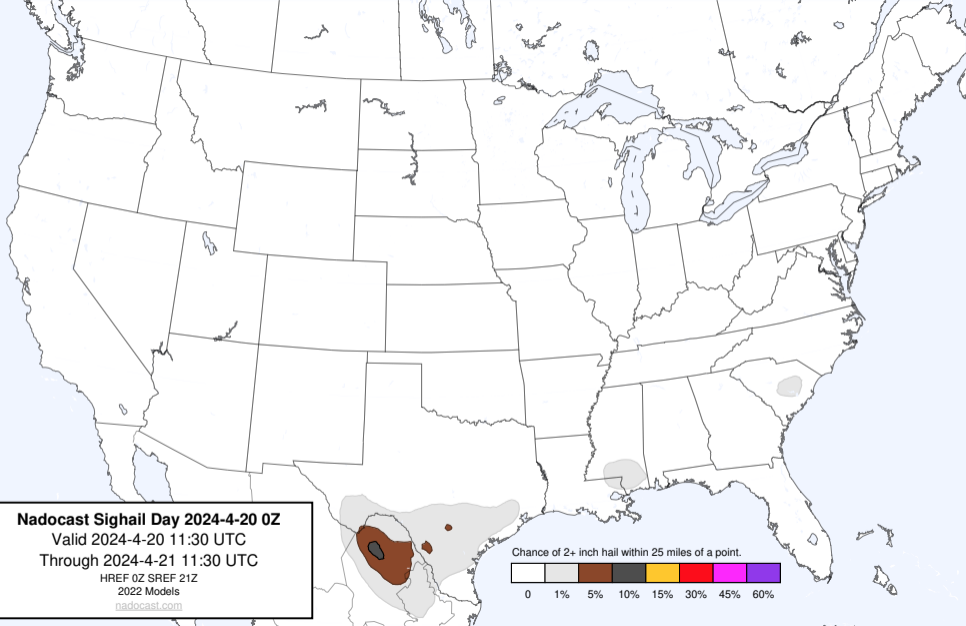 Nadocast Sighail Day 2024-4-20 0Z
Valid 2024-4-20 11:30 UTC
Through 2024-4-21 11:30 UTC
HREF 0Z SREF 21Z
2022 Models
nadocast.com
Chance of 2+ inch hail within 25 miles of a point.
0 1% 5% 10% 15% 30% 45% 60%